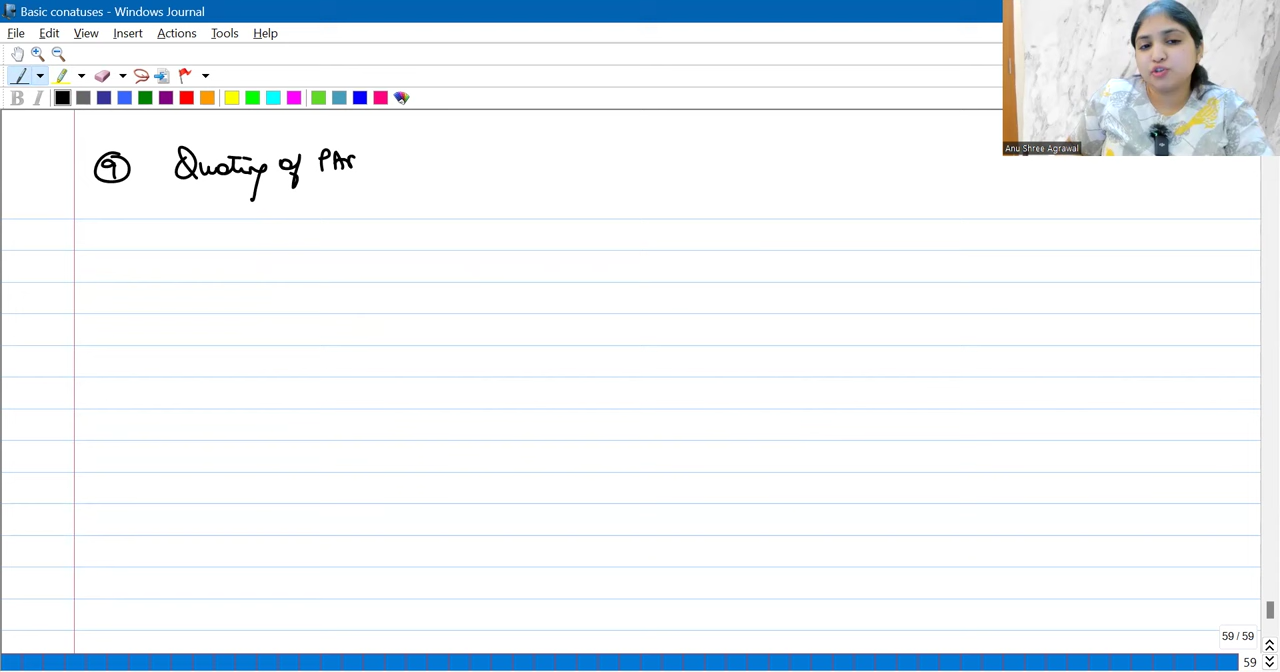 Basic conatuses - Windows Journal
File Edit View Insert Actions Tools Help
B I
Anu Shree Agrawal
9 Quoting of PAN
59 / 59
59